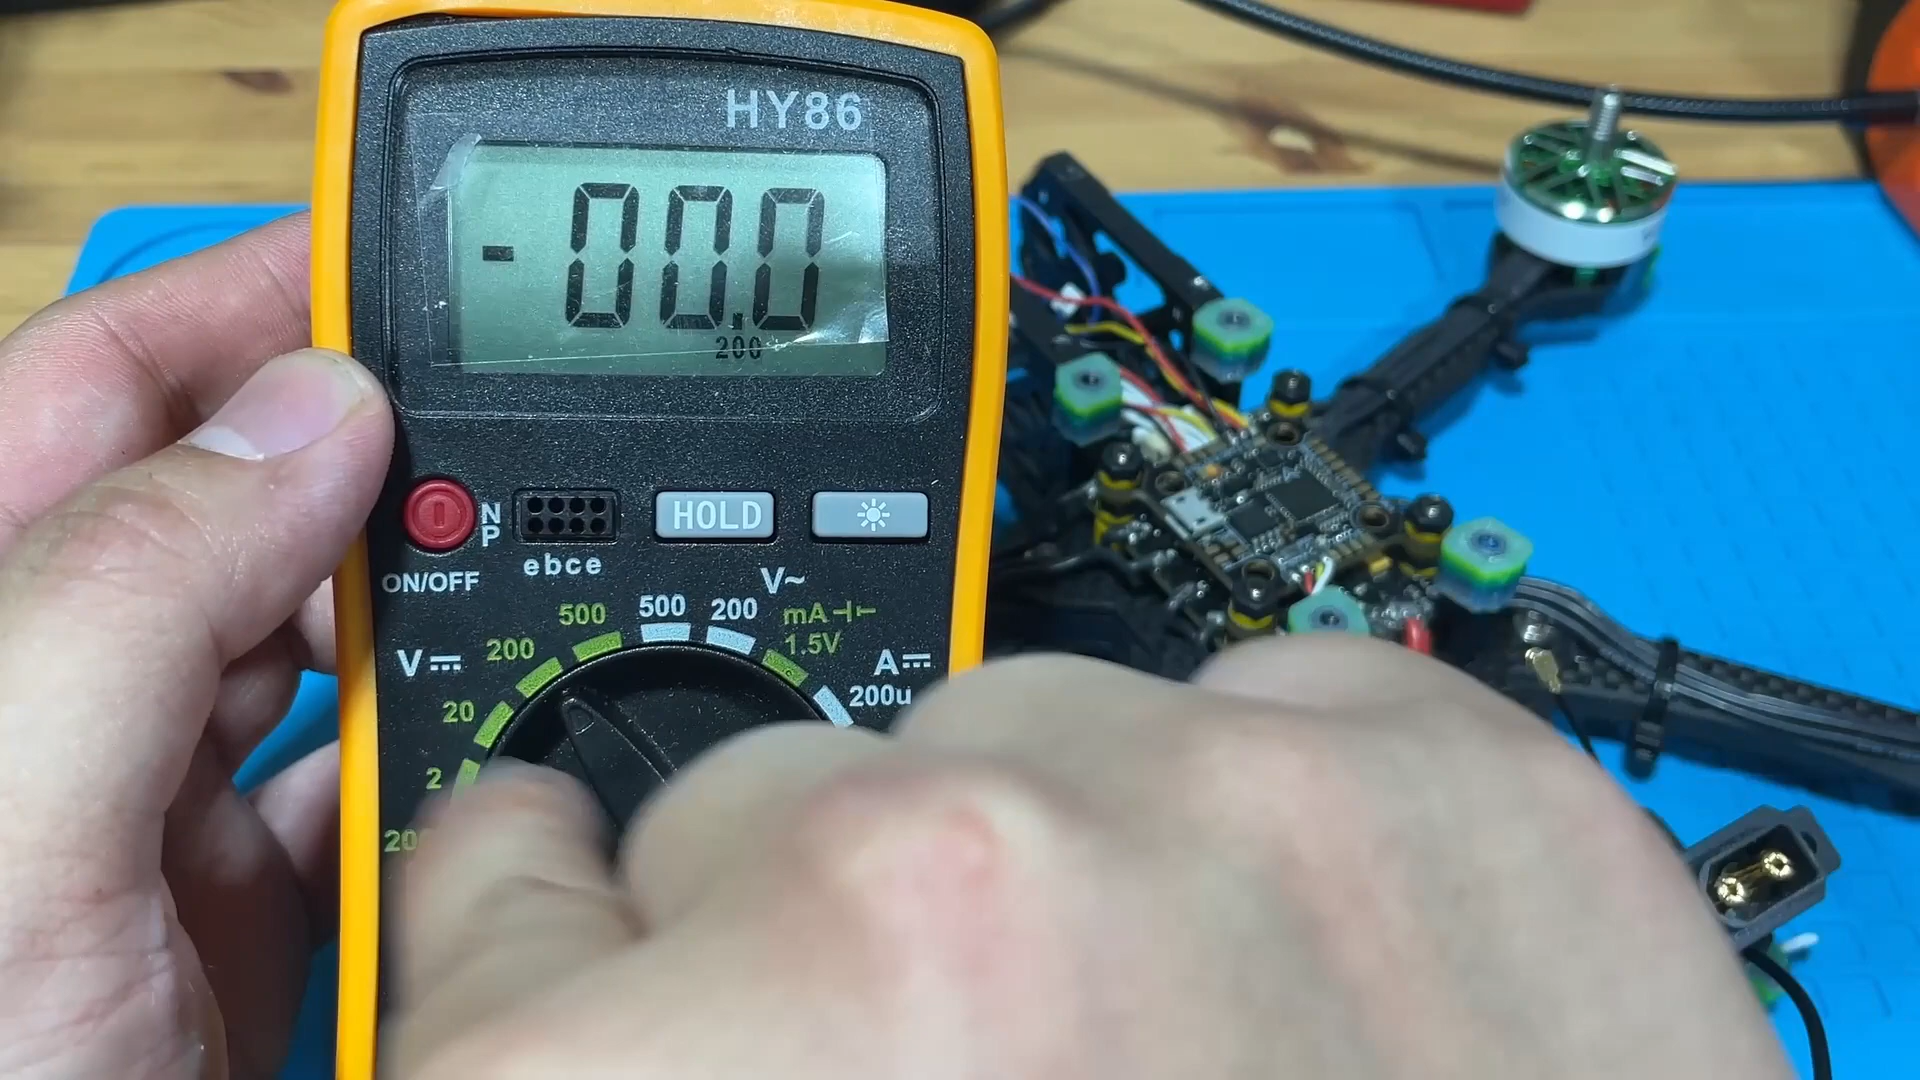 HY86
- 00.0
200
N
P
HOLD
ebce
ON/OFF
V~
500 500 200 mA
1.5V
V 200 A
200u
20
2